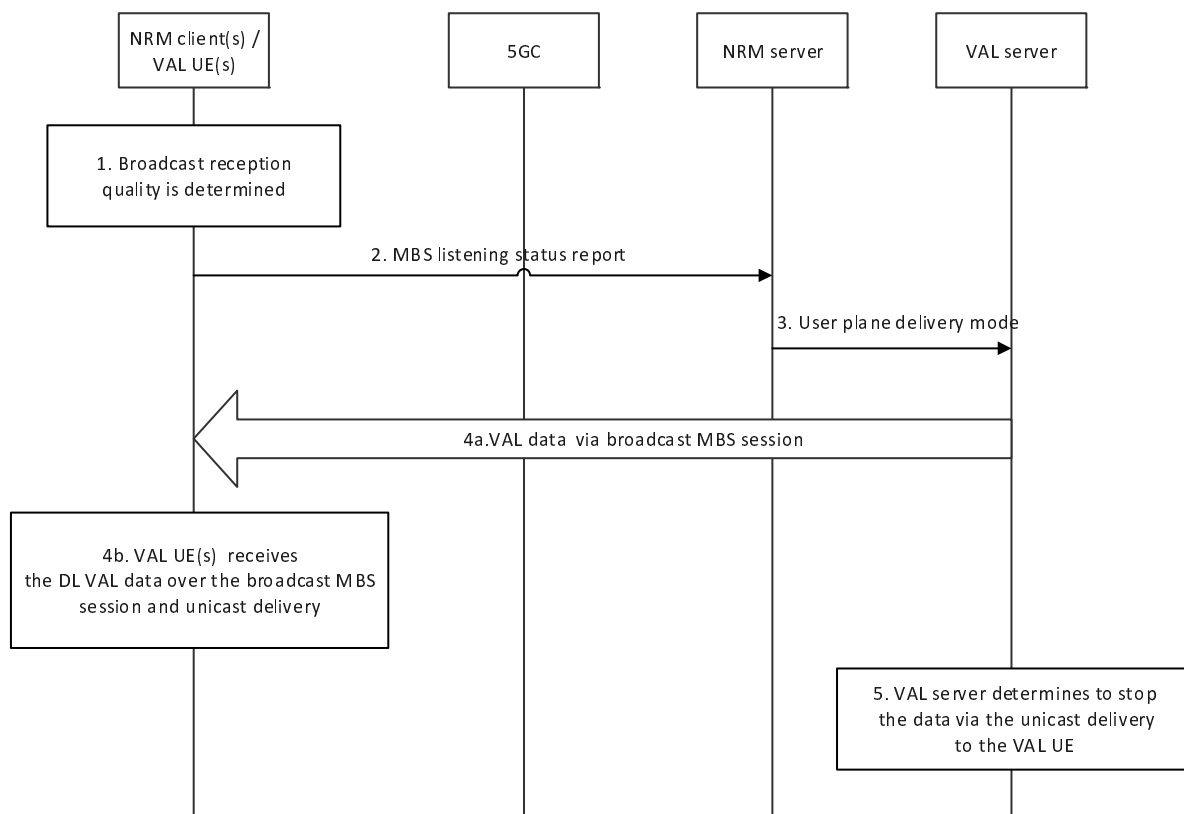 NRM client(s) /
VAL UE(s)
5GC
NRM server
VAL server
1. Broadcast reception
quality is determined
2. MBS listening status report
3. User plane delivery mode
4a.VAL data via broadcast MBS session
4b. VAL UE(s) receives
the DL VAL data over the broadcast MBS
session and unicast delivery
5. VAL server determines to stop
the data via the unicast delivery
to the VAL UE